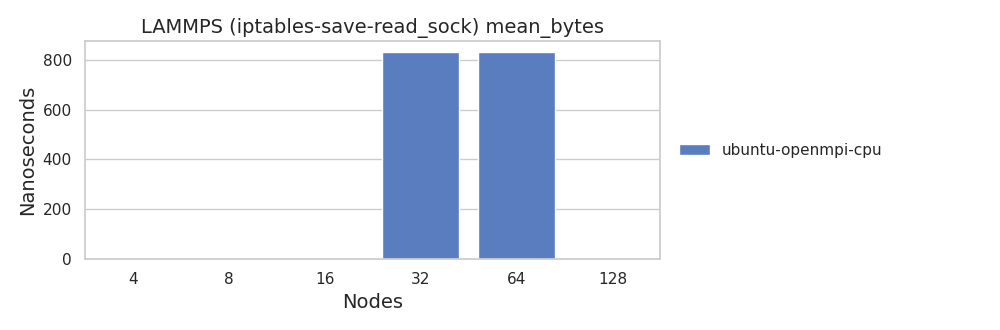 LAMMPS (iptables-save-read_sock) mean_bytes
Nanoseconds
800
600
400
200
0
4 8 16 32 64 128
Nodes
ubuntu-openmpi-cpu